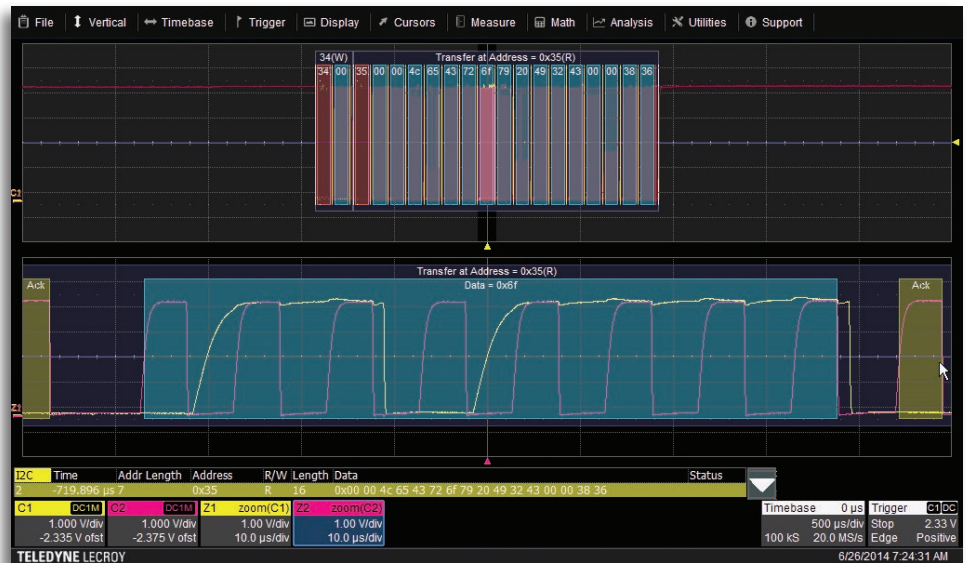 File Vertical Timebase Trigger Display Cursors Measure Math Analysis Utilities Support
34(W) Transfer at Address = 0x35(R)
34 00 35 00 00 4c 65 43 72 6f 79 20 49 32 43 00 00 38 36
C1
Transfer at Address = 0x35(R)
Ack Data = 0x6f Ack
Z1
I2C Time Addr Length Address R/W Length Data Status
2 -719.896 µs 7 0x35 R 16 0x00 00 4c 65 43 72 6f 79 20 49 32 43 00 00 38 36
C1 DC1M C2 DC1M Z1 zoom(C1) Z2 zoom(C2) Timebase 0 µs Trigger C1 DC
1.000 V/div 1.000 V/div 1.00 V/div 1.00 V/div 500 µs/div Stop 2.33 V
-2.335 V ofst -2.375 V ofst 10.0 µs/div 10.0 µs/div 100 kS 20.0 MS/s Edge Positive
TELEDYNE LECROY 6/26/2014 7:24:31 AM